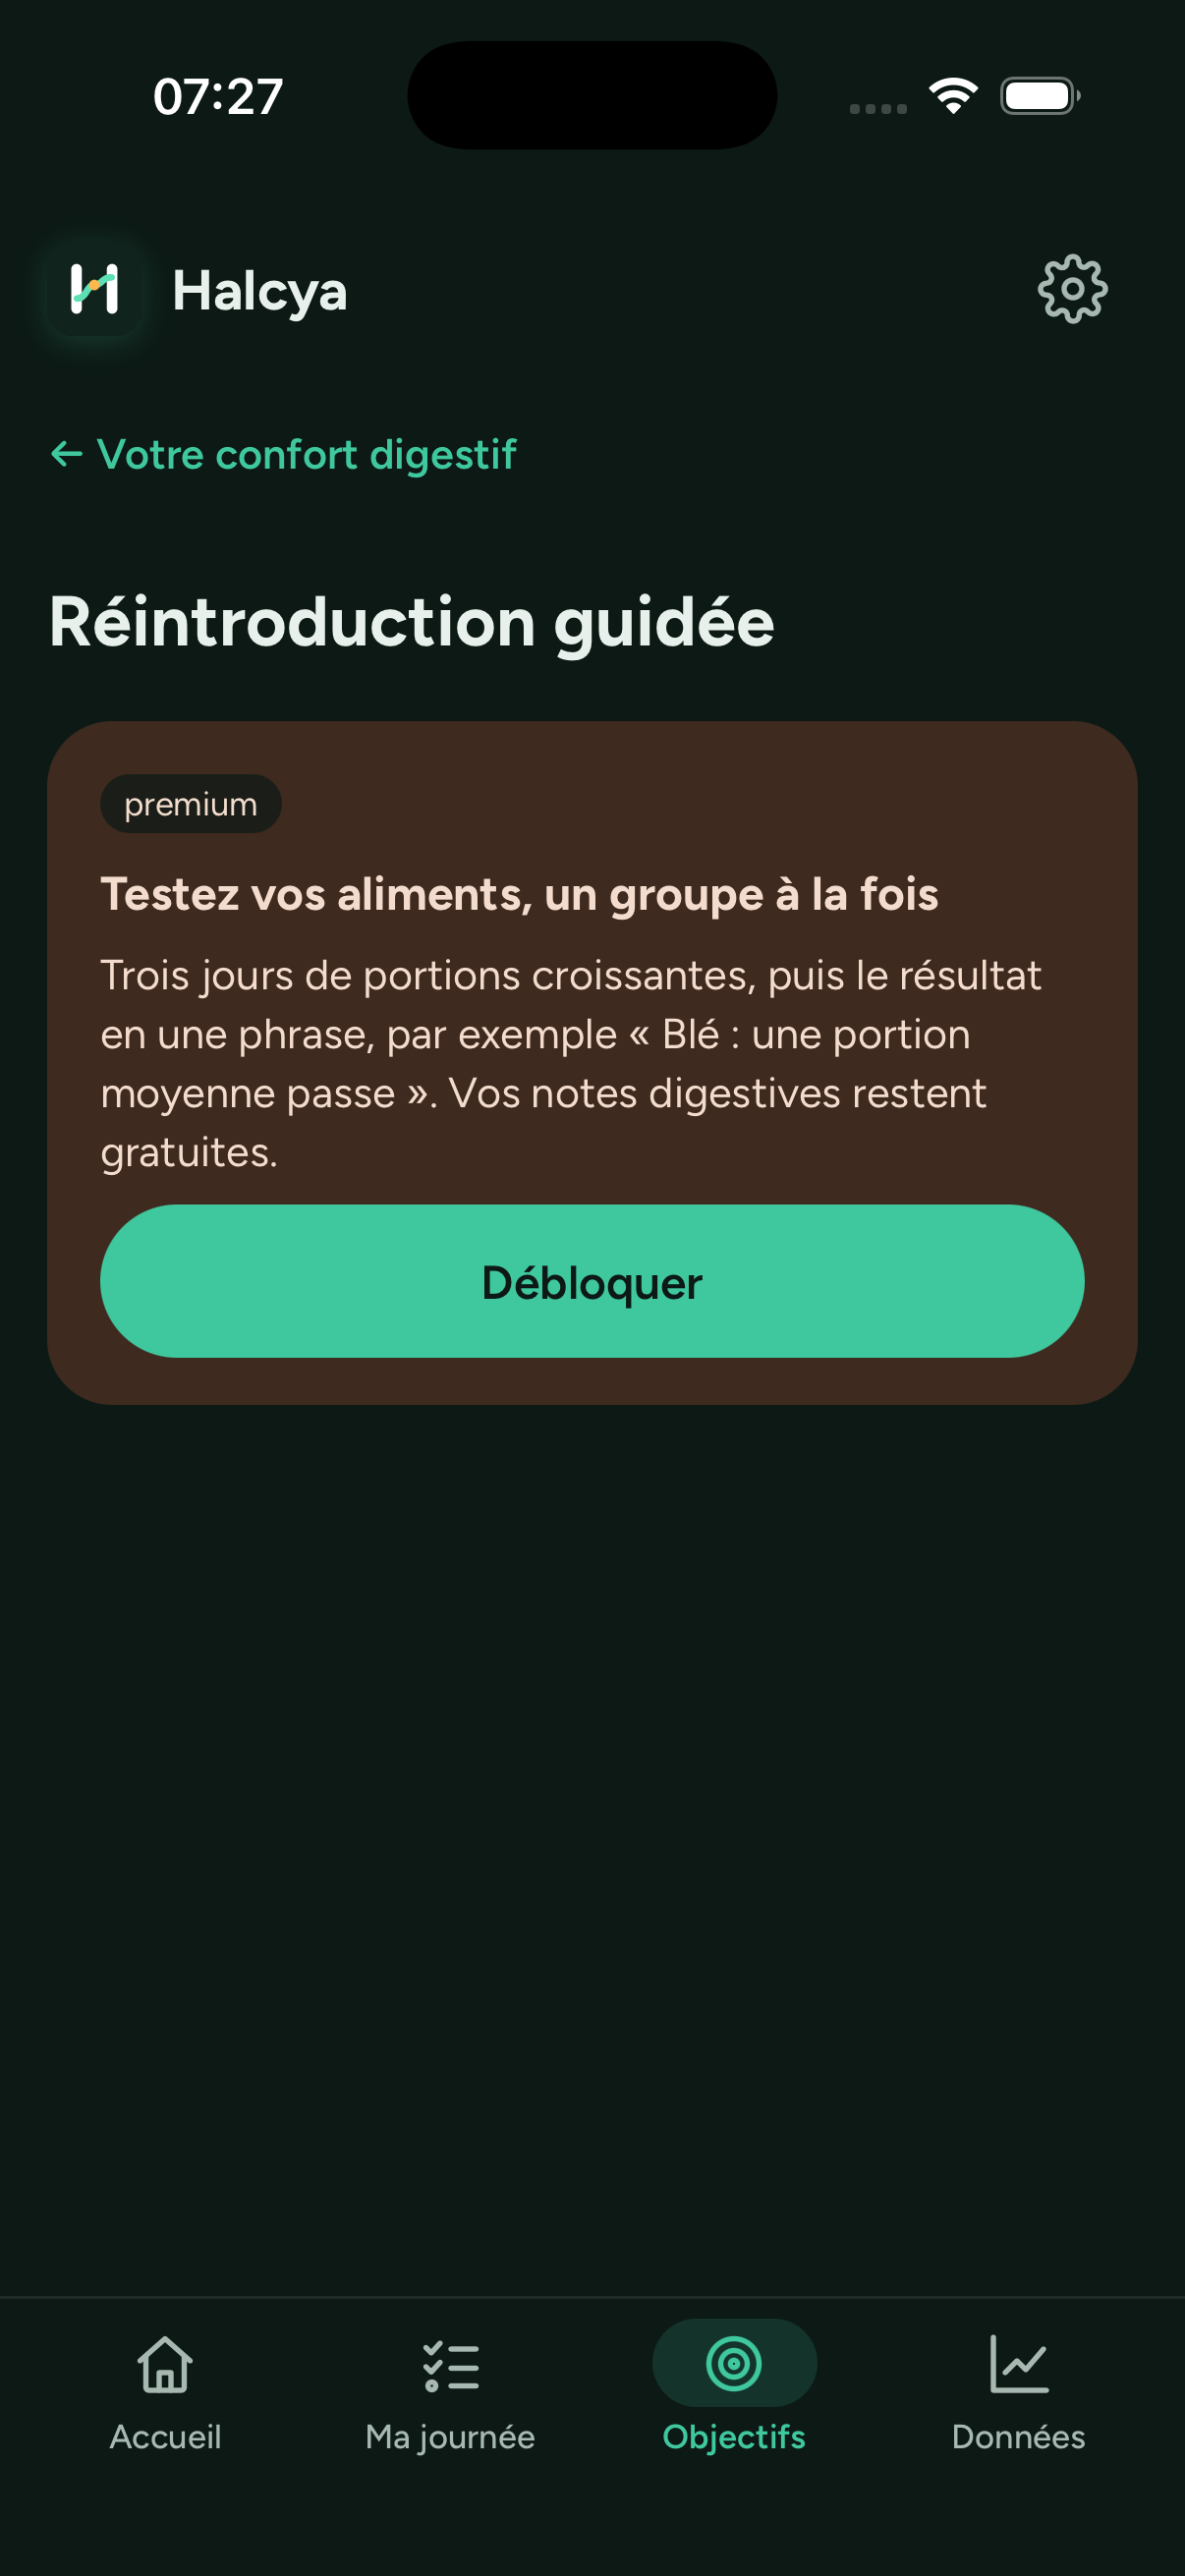 07:27
Halcya
← Votre confort digestif
Réintroduction guidée
premium
Testez vos aliments, un groupe à la fois
Trois jours de portions croissantes, puis le résultat
en une phrase, par exemple « Blé : une portion
moyenne passe ». Vos notes digestives restent
gratuites.
Débloquer
Accueil
Ma journée
Objectifs
Données